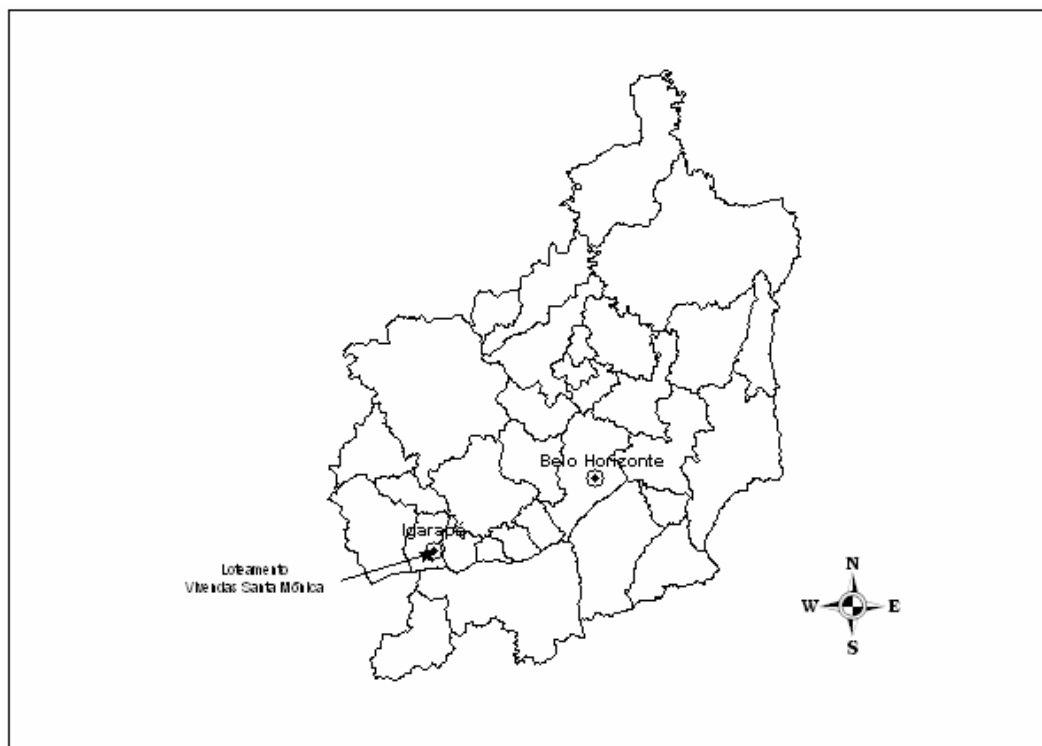 Belo Horizonte
Igarapé
Loteamento
Vivendas Santa Mônica
N
W E
S